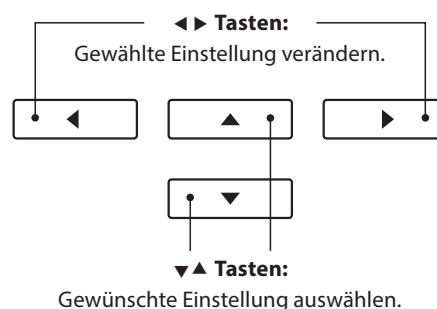 ◀ ▶ Tasten:
Gewählte Einstellung verändern.
◀ ▲ ▶
▼
▼▲ Tasten:
Gewünschte Einstellung auswählen.